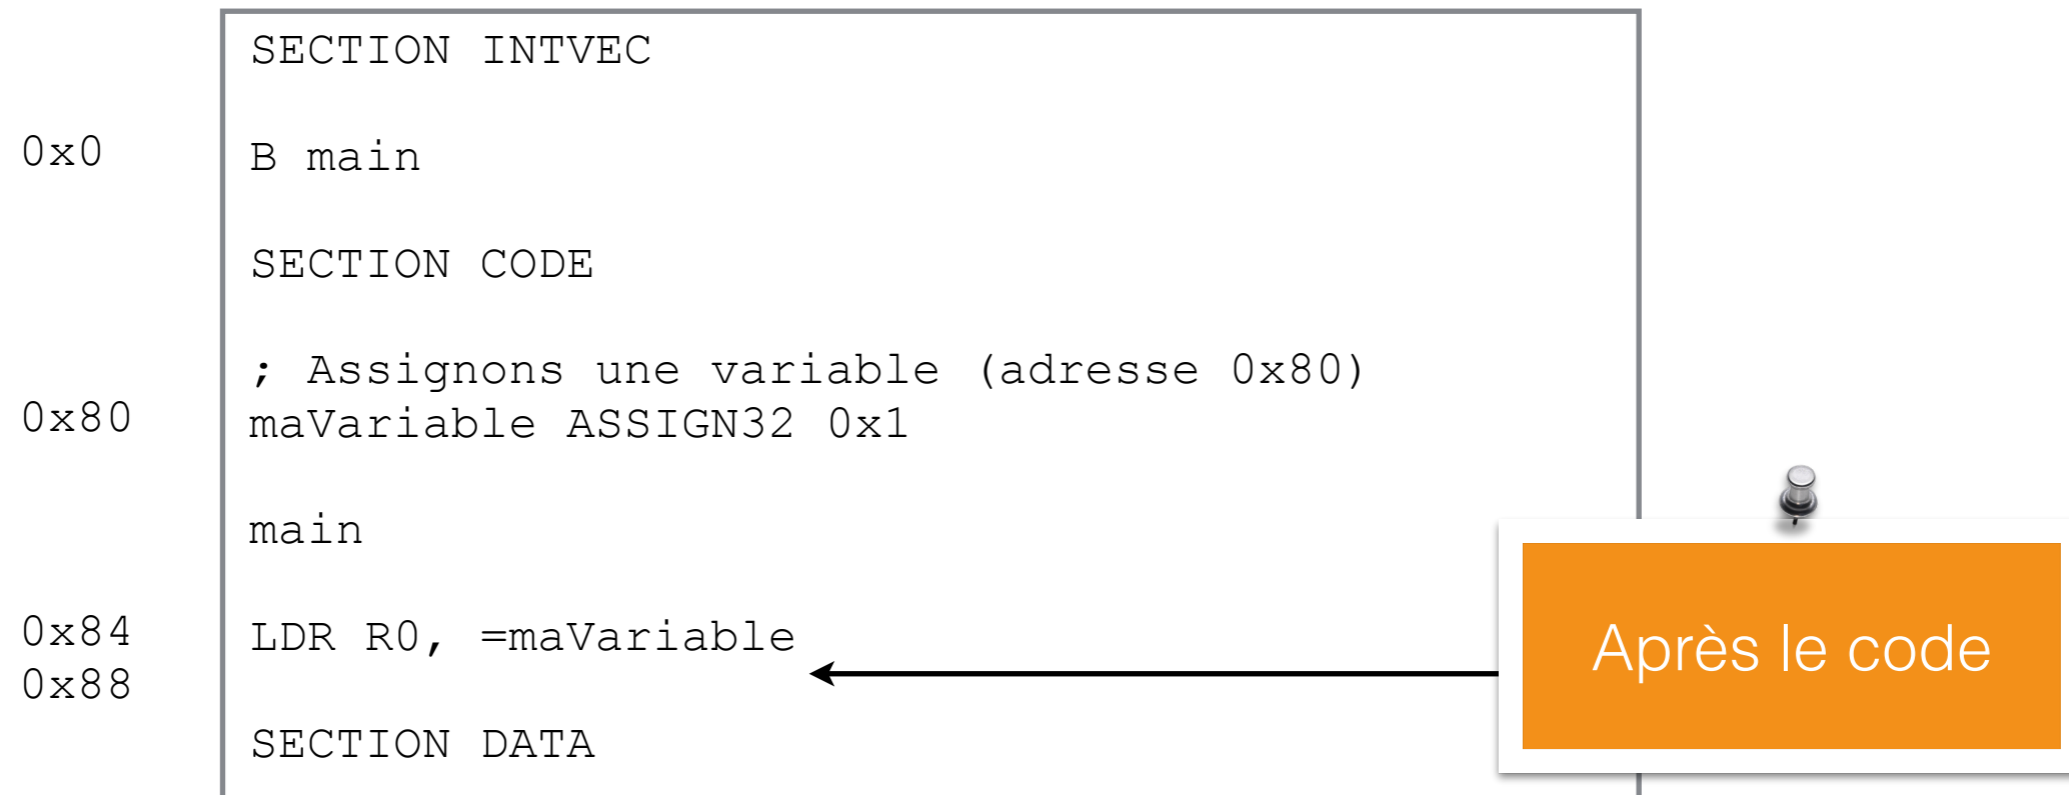 SECTION INTVEC
0x0 B main
SECTION CODE
; Assignons une variable (adresse 0x80)
0x80 maVariable ASSIGN32 0x1
main
0x84 LDR R0, =maVariable
0x88
Après le code
SECTION DATA